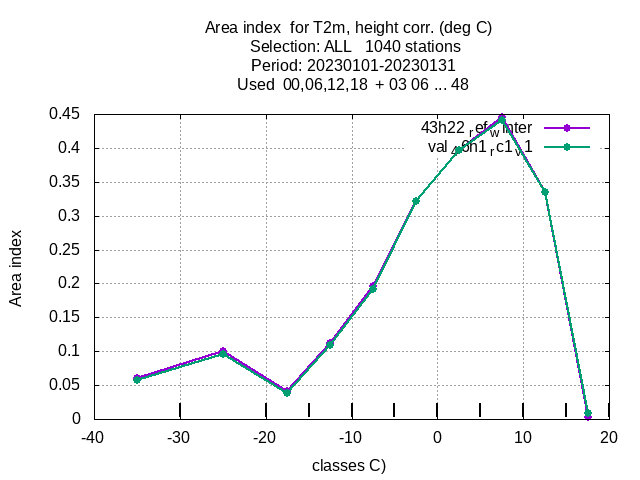 Area index  for T2m, height corr. (deg C)
Selection: ALL   1040 stations
Period: 20230101-20230131
Used  00,06,12,18  + 03 06 ... 48
0.45
0.4
0.35
0.3
0.25
0.2
0.15
0.1
0.05
0
Area index
43h22refwinter
val46h1rc1v1
-40
-30
-20
-10
0
10
20
classes C)